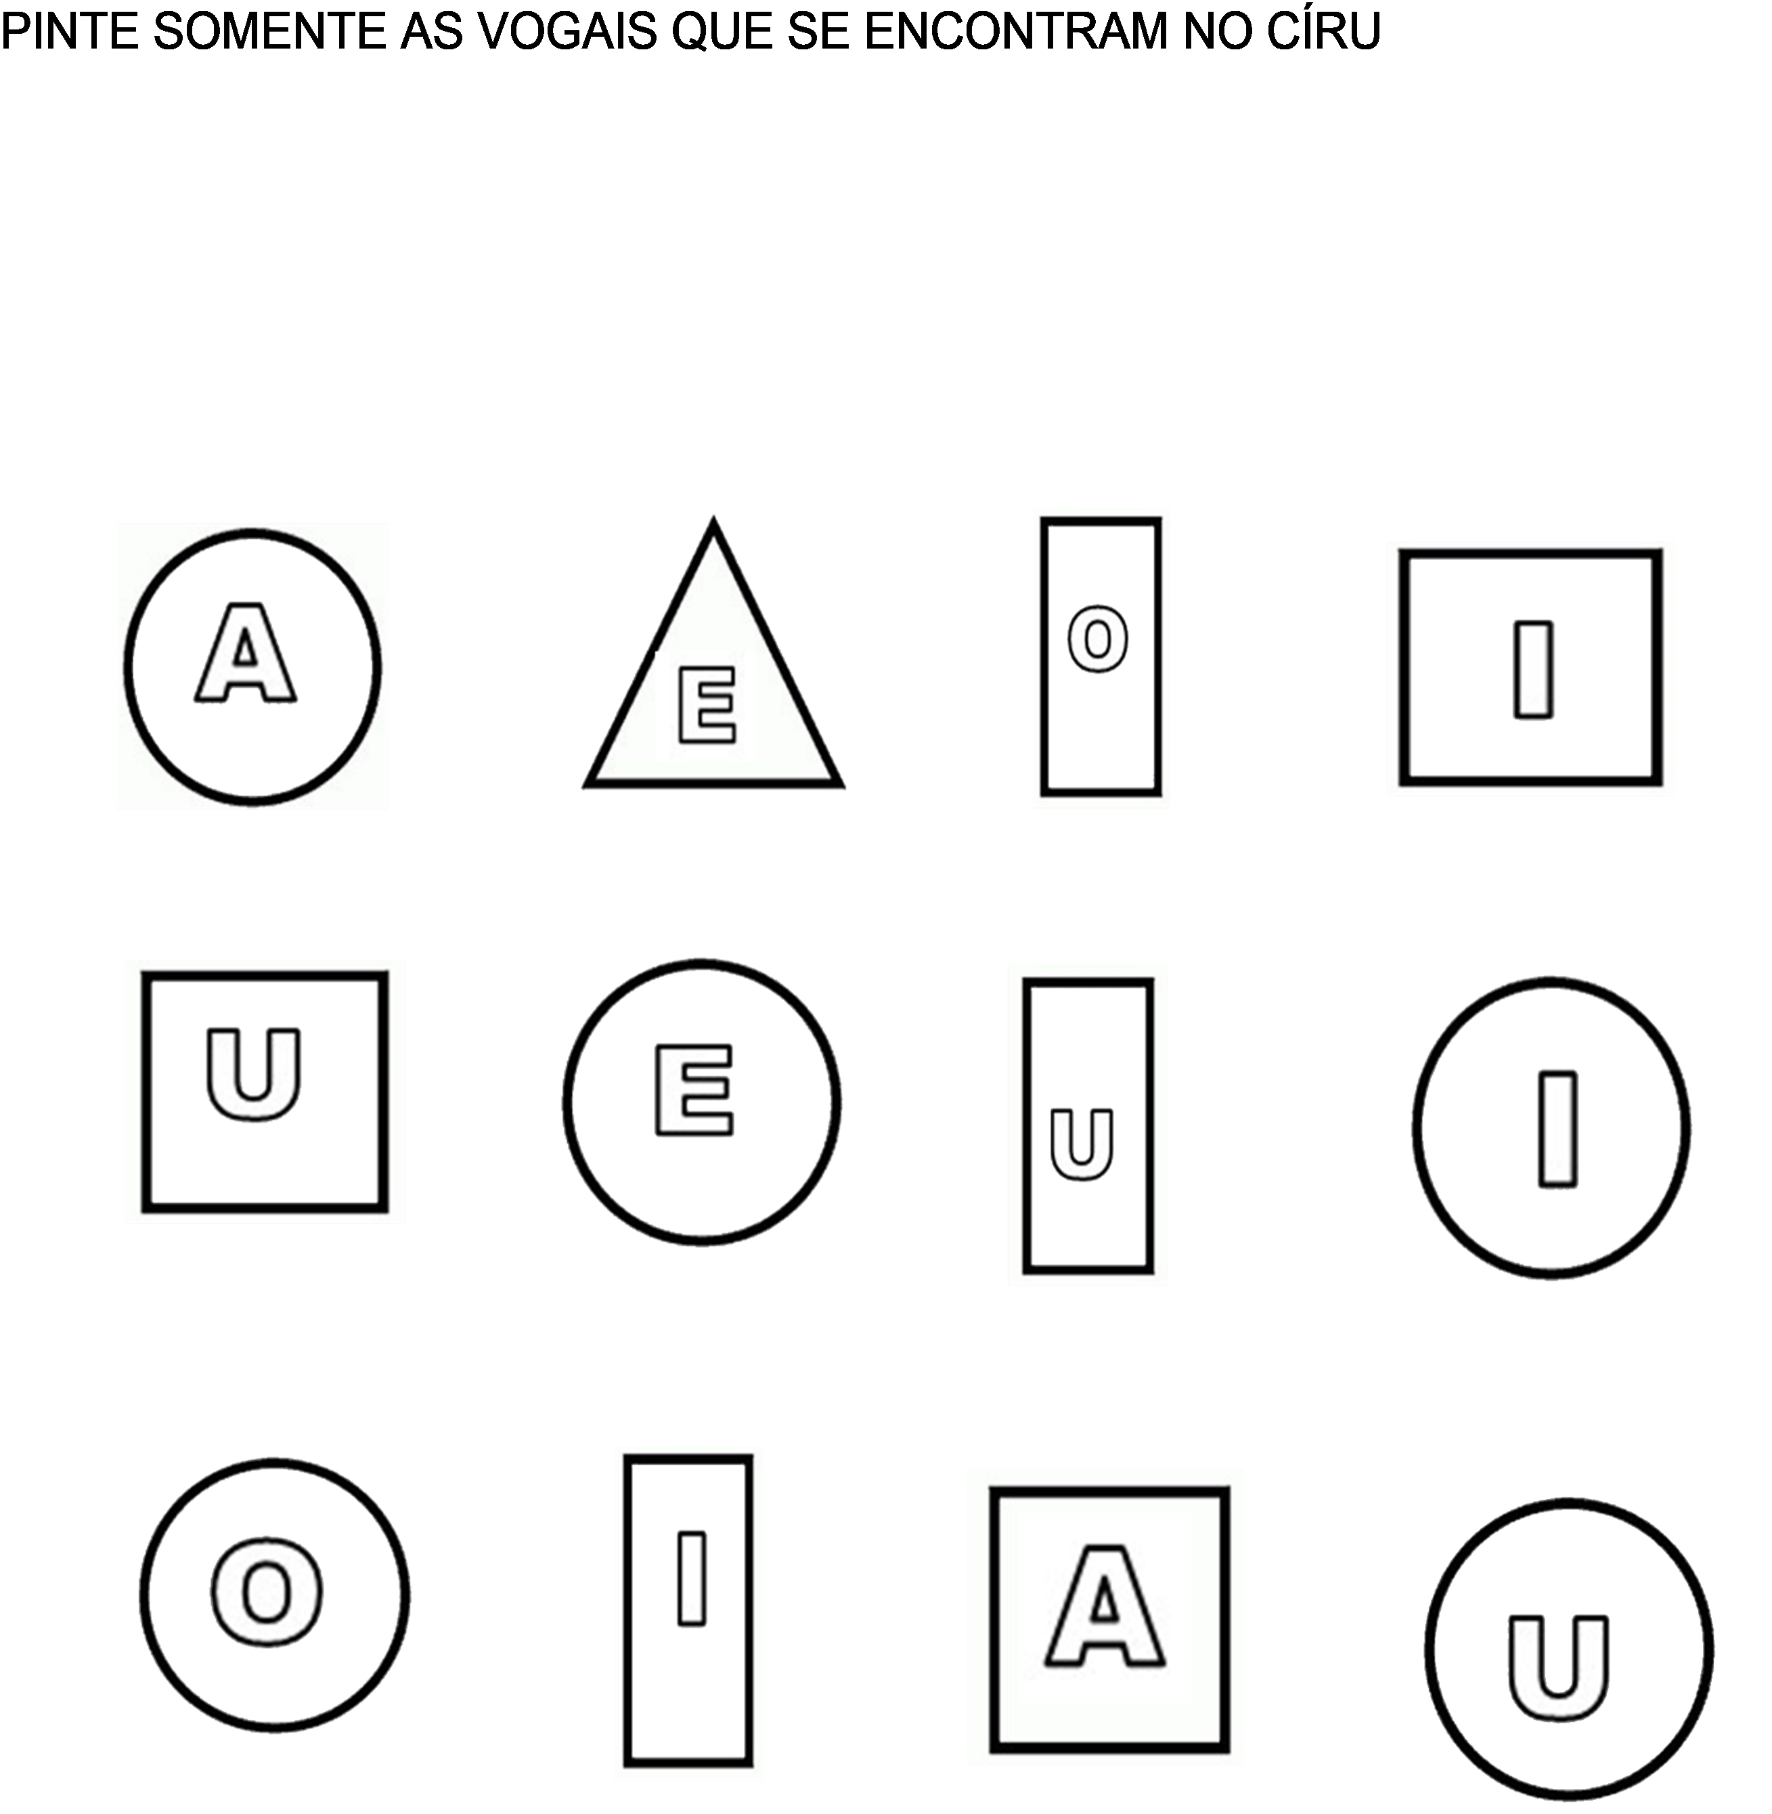 PINTE SOMENTE AS VOGAIS QUE SE ENCONTRAM NO CÍRU
A E O I
U E U I
O I A U